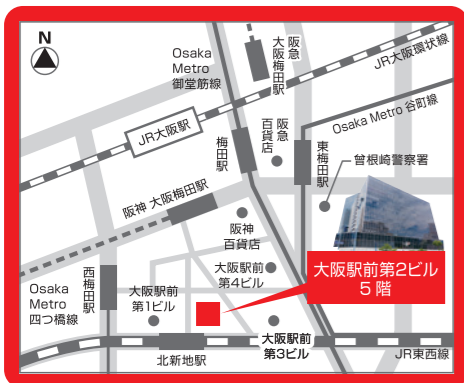 N
Osaka
Metro
御堂筋線
阪急
大阪梅田駅
JR大阪環状線
JR大阪駅
梅田駅
阪急
百貨店
東梅田駅
Osaka Metro 谷町線
曾根崎警察署
阪神 大阪梅田駅
阪神
百貨店
大阪駅前第2ビル
5階
大阪駅前
第4ビル
西梅田駅
Osaka
Metro
四つ橋線
大阪駅前
第1ビル
大阪駅前
第3ビル
北新地駅
JR東西線